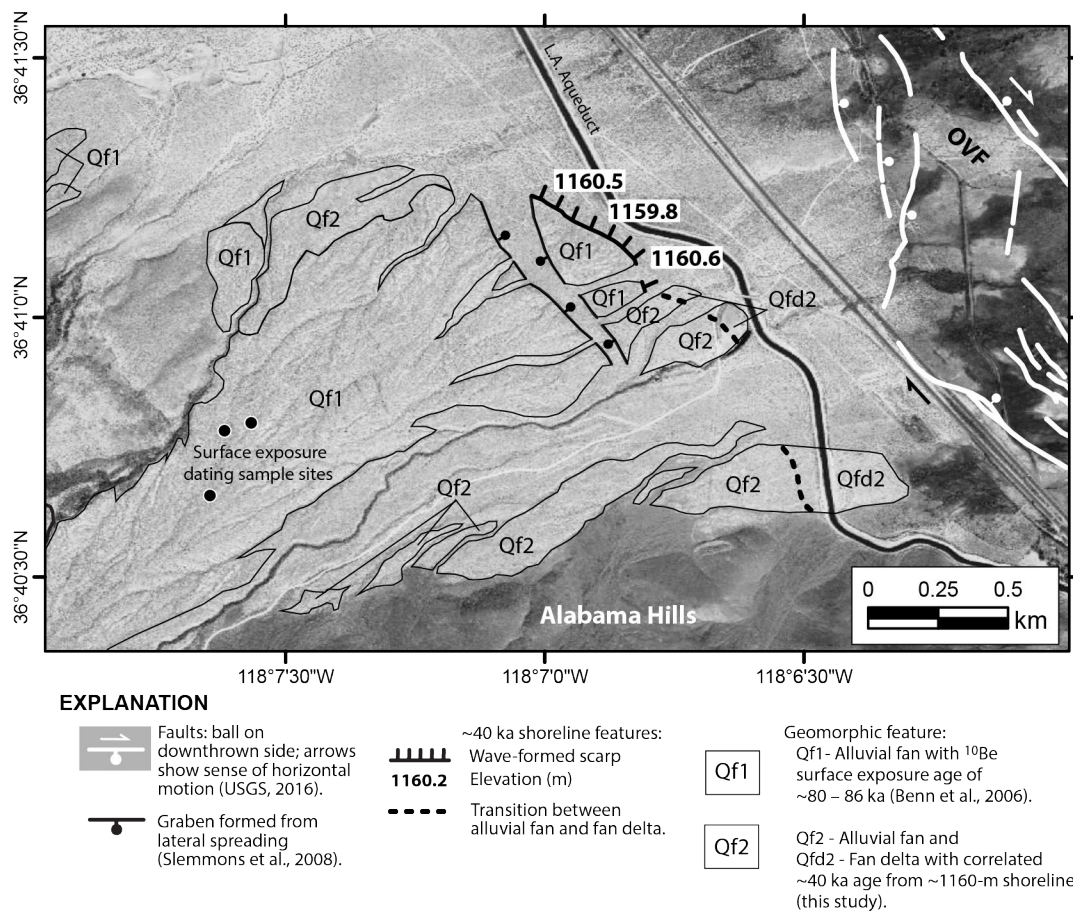 36°41'30"N
L.A. Aqueduct
OVF
Qf1
1160.5
Qf2
1159.8
Qf1
Qf1
1160.6
Qf1
Qfd2
36°41'0"N
Qf2
Qf2
Qf1
Surface exposure
dating sample sites
Qf2
Qf2
Qfd2
Qf2
36°40'30"N
0 0.25 0.5
km
Alabama Hills
118°7'30"W 118°7'0"W 118°6'30"W
EXPLANATION
Faults: ball on
downthrown side; arrows
show sense of horizontal
motion (USGS, 2016).
Graben formed from
lateral spreading
(Slemmons et al., 2008).
~40 ka shoreline features:
Wave-formed scarp
1160.2 Elevation (m)
Transition between
alluvial fan and fan delta.
Geomorphic feature:
Qf1
Qf1- Alluvial fan with ¹⁰Be
surface exposure age of
~80 – 86 ka (Benn et al., 2006).
Qf2
Qf2 - Alluvial fan and
Qfd2 - Fan delta with correlated
~40 ka age from ~1160-m shoreline
(this study).